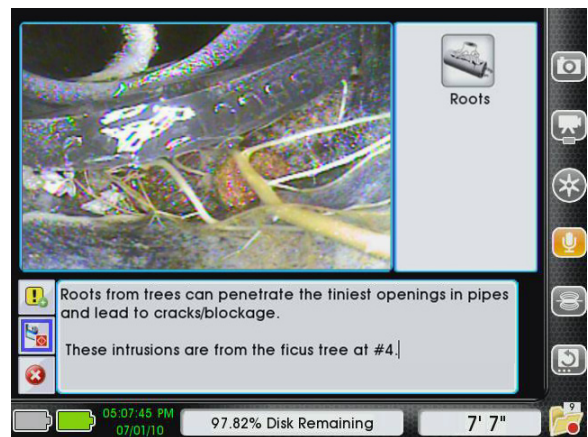 Roots
Roots from trees can penetrate the tiniest openings in pipes
and lead to cracks/blockage.
These intrusions are from the ficus tree at #4.
05:07:45 PM
07/01/10
97.82% Disk Remaining
7' 7"
9